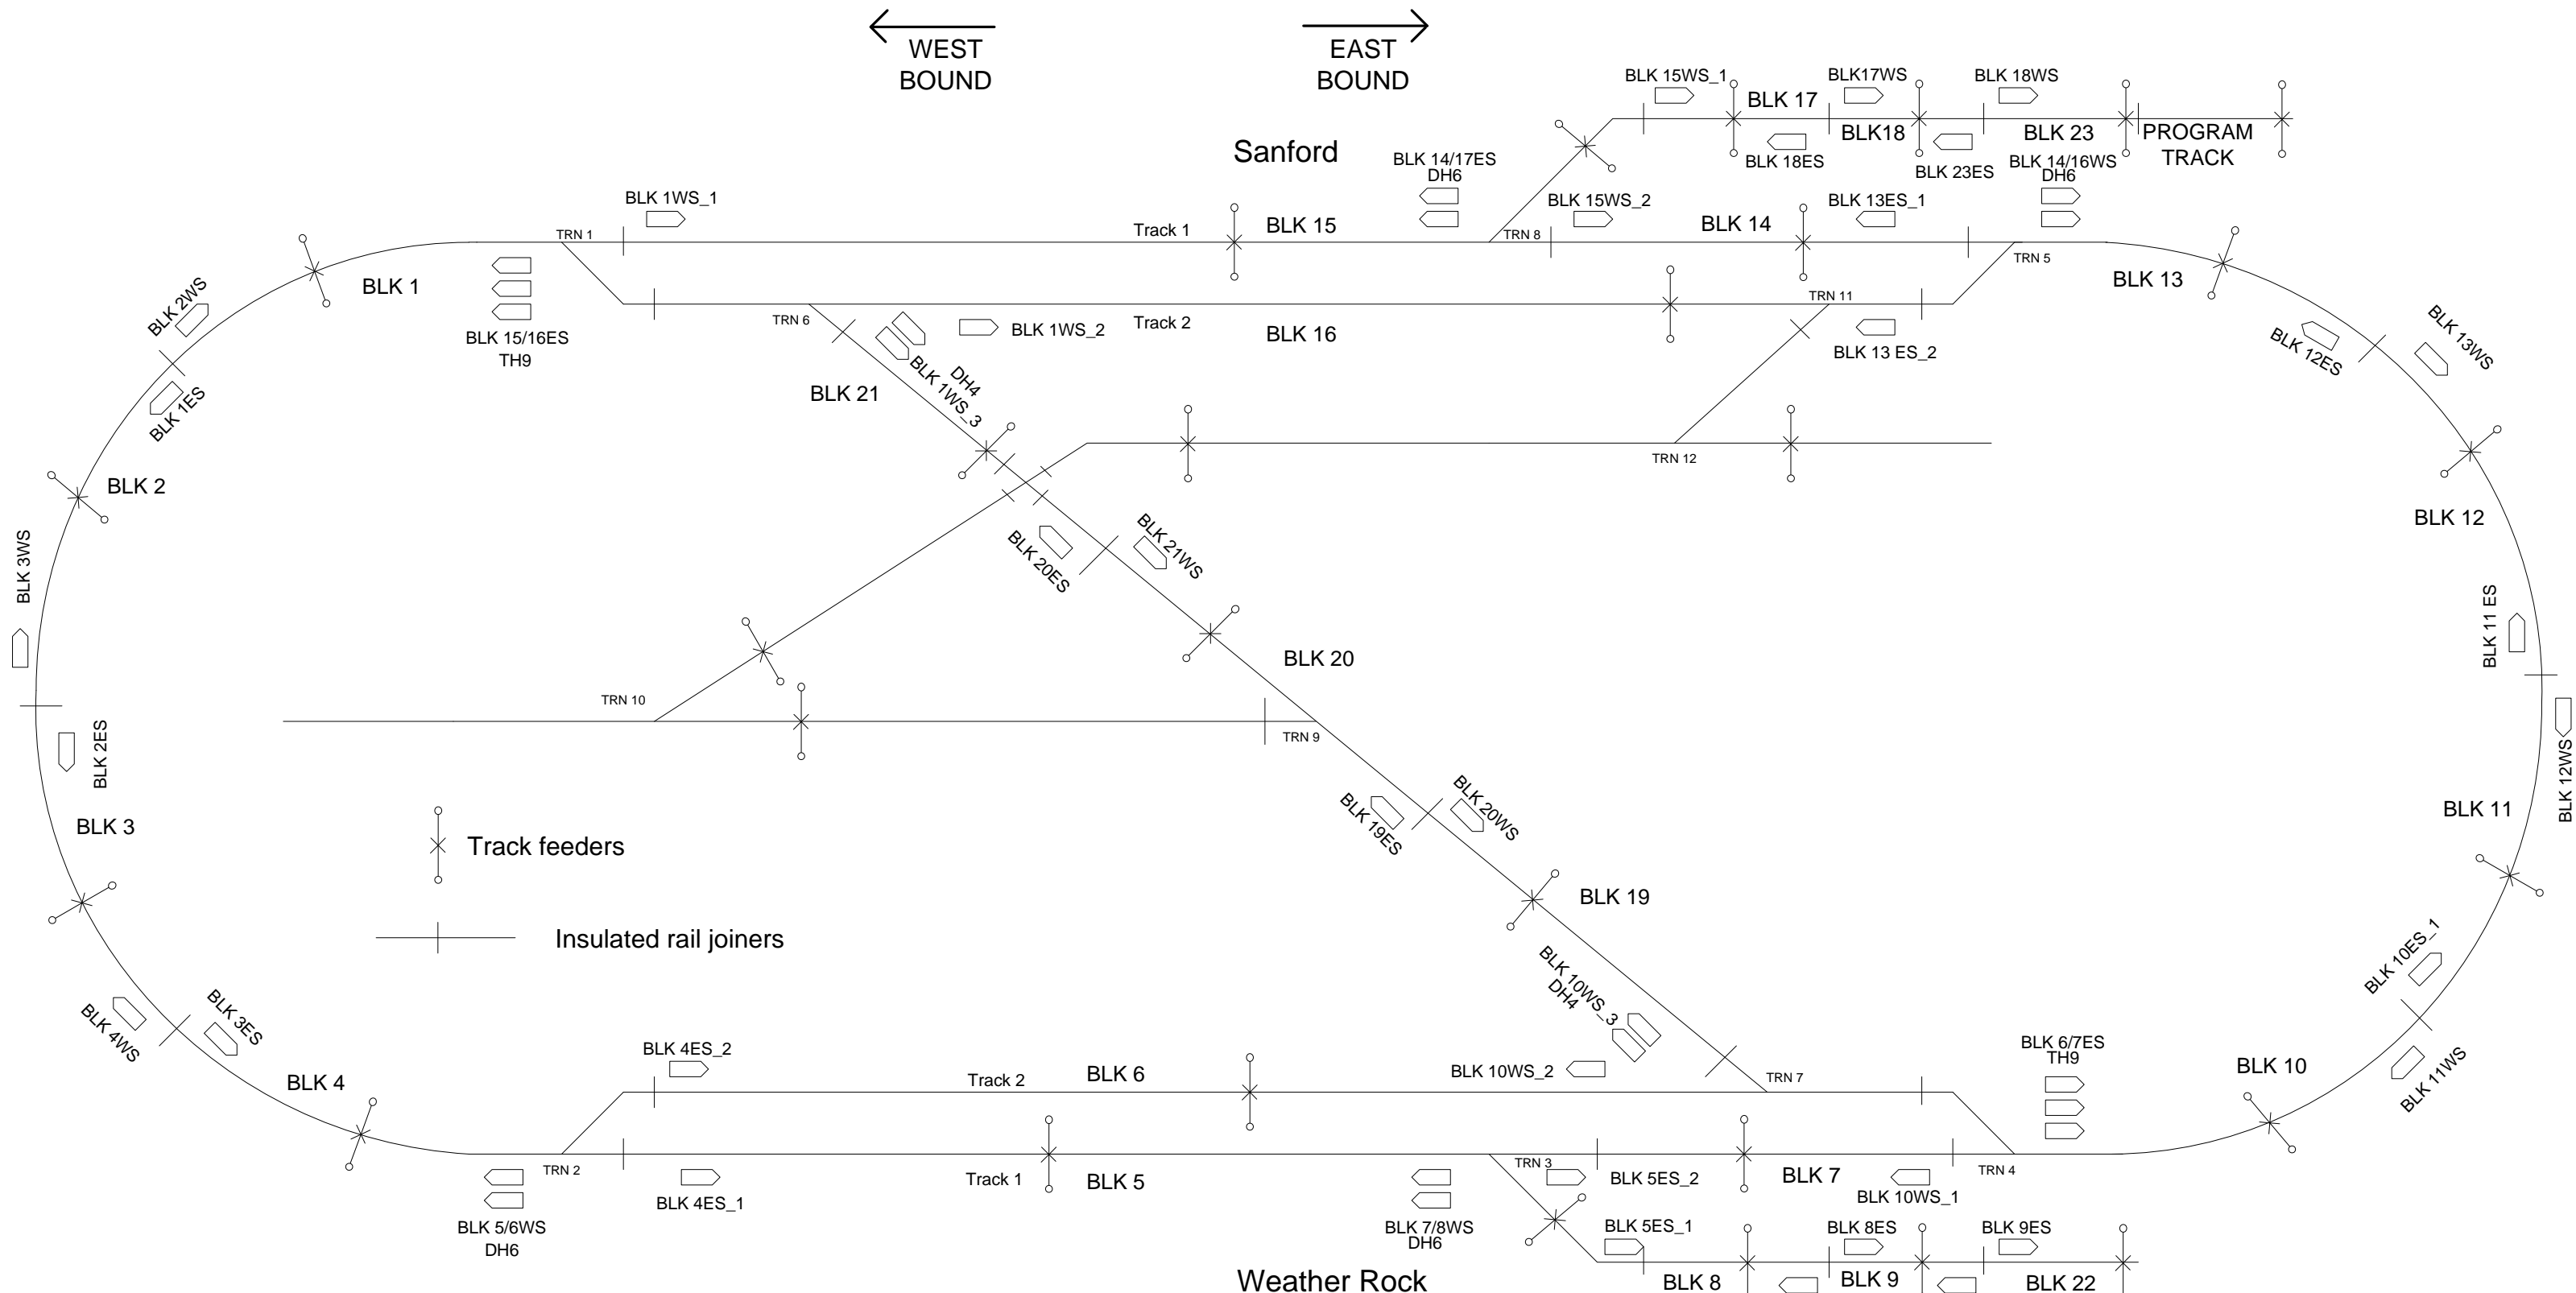 WEST
BOUND
EAST
BOUND
BLK 15WS_1
BLK17WS
BLK 18WS
BLK 17
BLK18
BLK 23
PROGRAM
TRACK
BLK 18ES
BLK 23ES
Sanford
BLK 14/17ES
DH6
BLK 14/16WS
DH6
BLK 1WS_1
BLK 15WS_2
BLK 13ES_1
TRN 1
Track 1
BLK 15
TRN 8
BLK 14
TRN 5
BLK 1
BLK 13
BLK 2WS
BLK 15/16ES
TH9
TRN 6
BLK 1WS_2
Track 2
BLK 16
TRN 11
BLK 13 ES_2
BLK 12ES
BLK 13WS
BLK 1ES
BLK 21
DH4
BLK 1WS_3
TRN 12
BLK 2
BLK 12
BLK 3WS
BLK 20ES
BLK 21WS
BLK 11 ES
BLK 20
TRN 10
TRN 9
BLK 2ES
BLK 12WS
BLK 3
Track feeders
BLK 19ES
BLK 20WS
BLK 11
BLK 19
Insulated rail joiners
BLK 10WS_3
DH4
BLK 10ES_1
BLK 4WS
BLK 3ES
BLK 4ES_2
BLK 6/7ES
TH9
BLK 4
Track 2
BLK 6
BLK 10WS_2
TRN 7
BLK 10
BLK 11WS
TRN 2
TRN 3
TRN 4
BLK 4ES_1
Track 1
BLK 5
BLK 5ES_2
BLK 7
BLK 10WS_1
BLK 5/6WS
DH6
BLK 7/8WS
DH6
BLK 5ES_1
BLK 8ES
BLK 9ES
Weather Rock
BLK 8
BLK 9
BLK 22